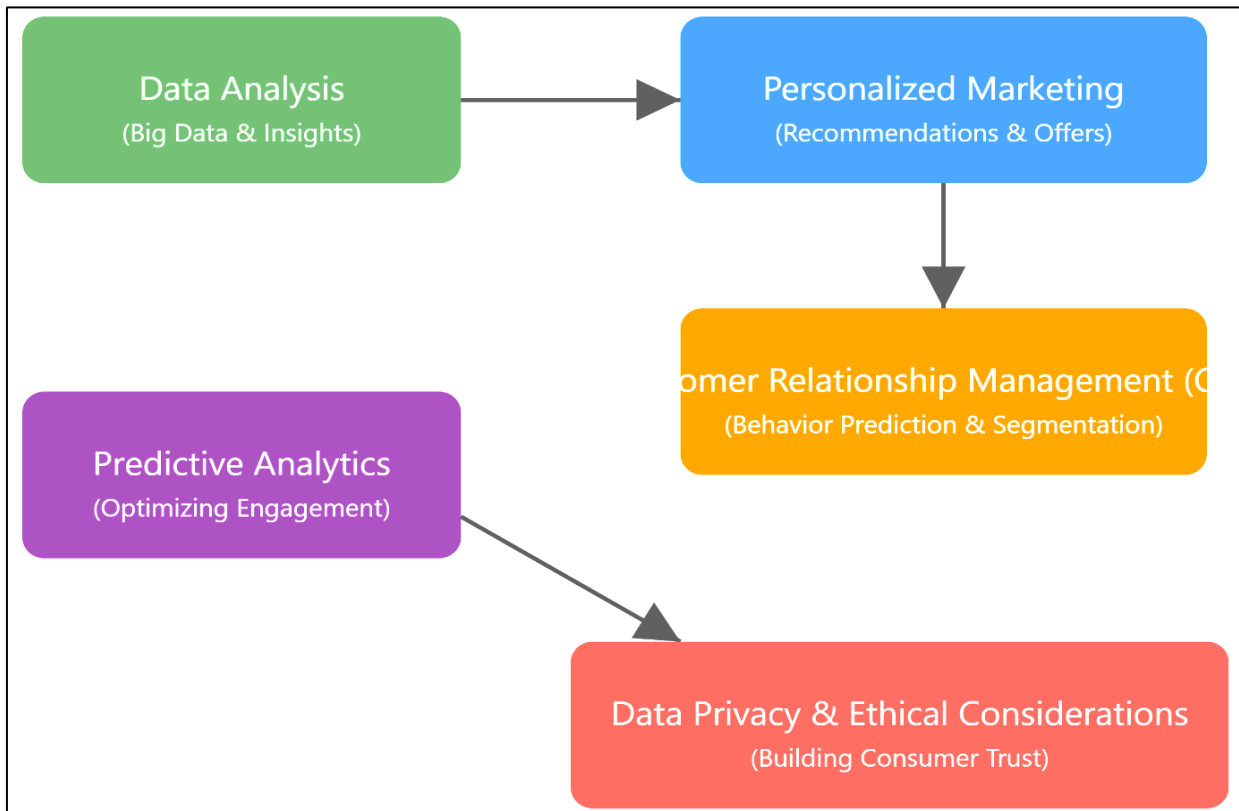 Data Analysis
(Big Data & Insights)
Personalized Marketing
(Recommendations & Offers)
omer Relationship Management (C
(Behavior Prediction & Segmentation)
Predictive Analytics
(Optimizing Engagement)
Data Privacy & Ethical Considerations
(Building Consumer Trust)